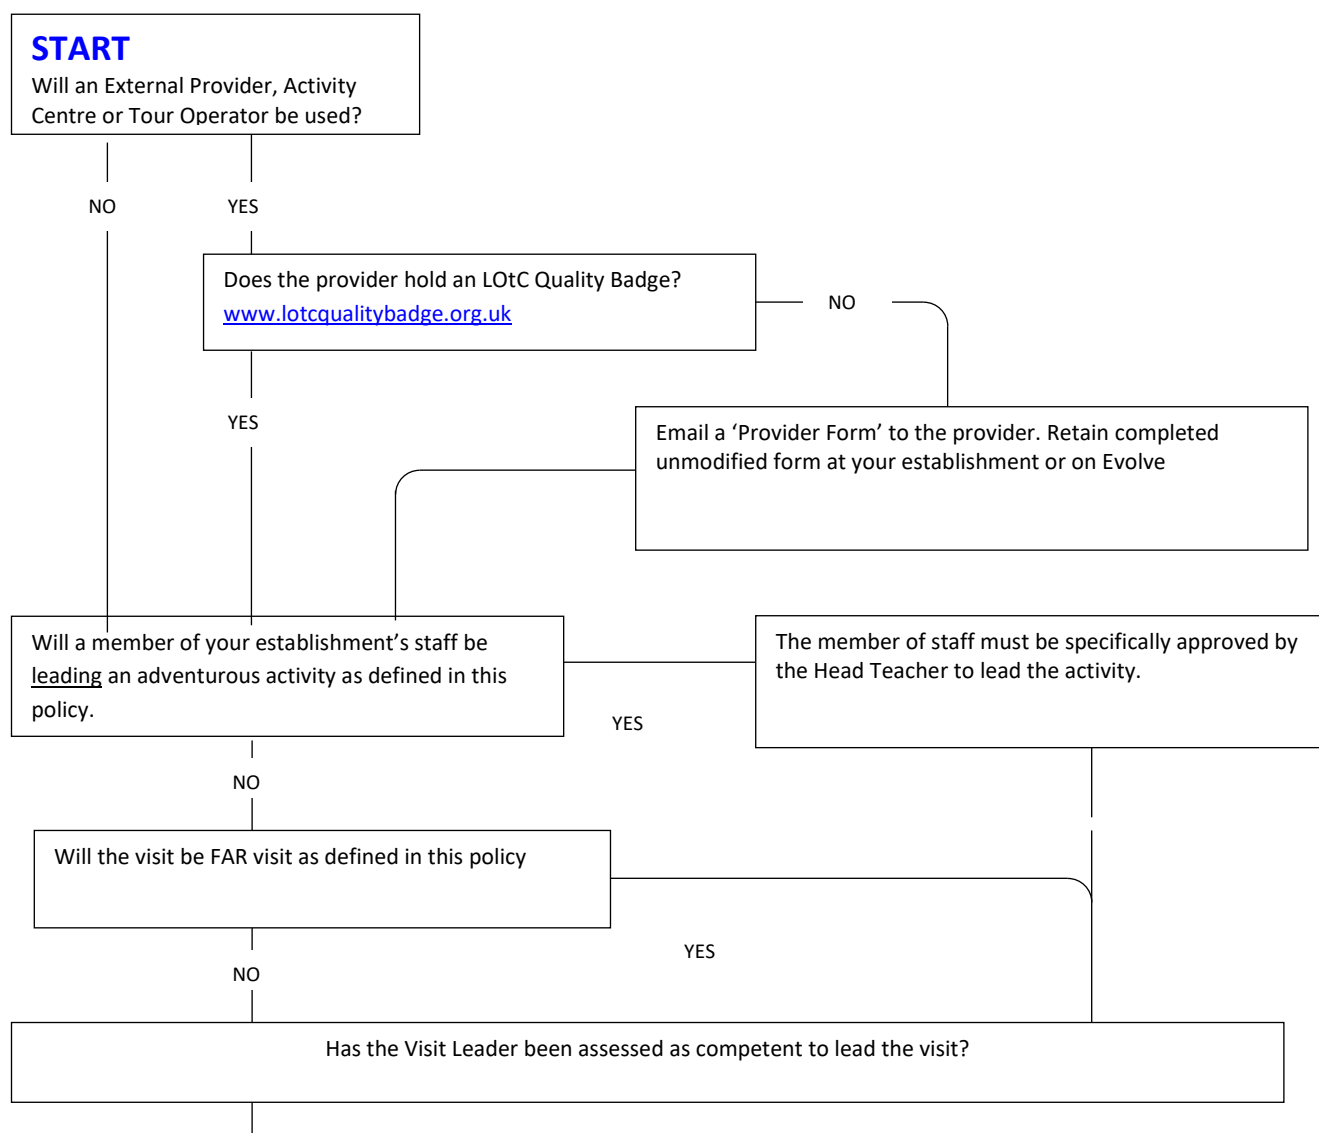 START
Will an External Provider, Activity
Centre or Tour Operator be used?
NO
YES
Does the provider hold an LOtC Quality Badge?
www.lotcqualitybadge.org.uk
NO
YES
Email a ‘Provider Form’ to the provider. Retain completed
unmodified form at your establishment or on Evolve
Will a member of your establishment’s staff be
leading an adventurous activity as defined in this
policy.
YES
The member of staff must be specifically approved by
the Head Teacher to lead the activity.
NO
Will the visit be FAR visit as defined in this policy
YES
NO
Has the Visit Leader been assessed as competent to lead the visit?